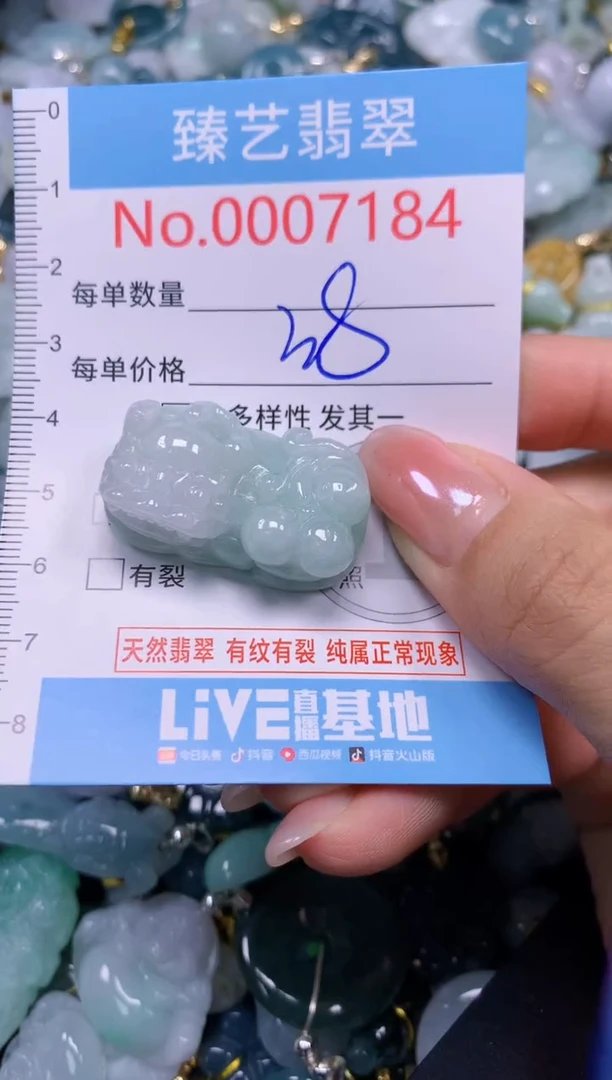 臻艺翡翠
No.0007184
每单数量
每单价格
多样性 发其一
有裂
照
天然翡翠 有纹有裂 纯属正常现象
LiVE直播基地
今日头条 抖音 西瓜视频 抖音火山版
0
1
2
3
4
5
6
7
8